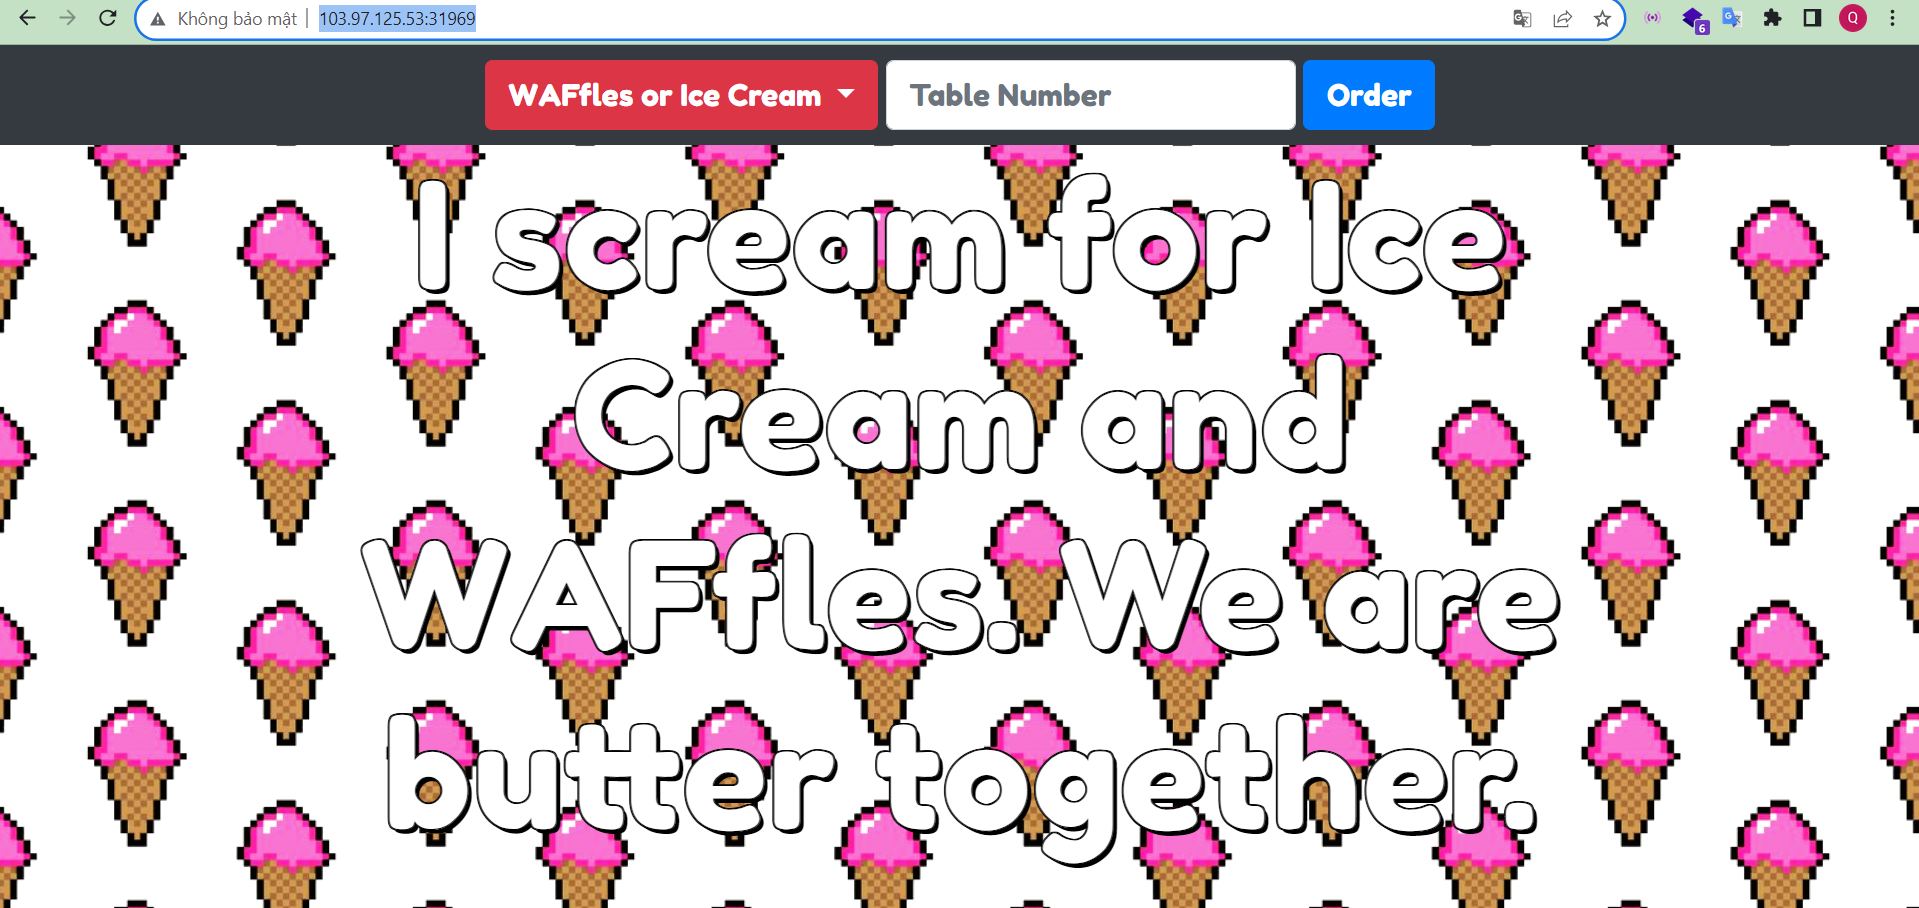 Không bảo mật 103.97.125.53:31969
6
Q
WAFfles or Ice Cream Table Number Order
I scream for Ice
Cream and
WAFfles. We are
butter together.